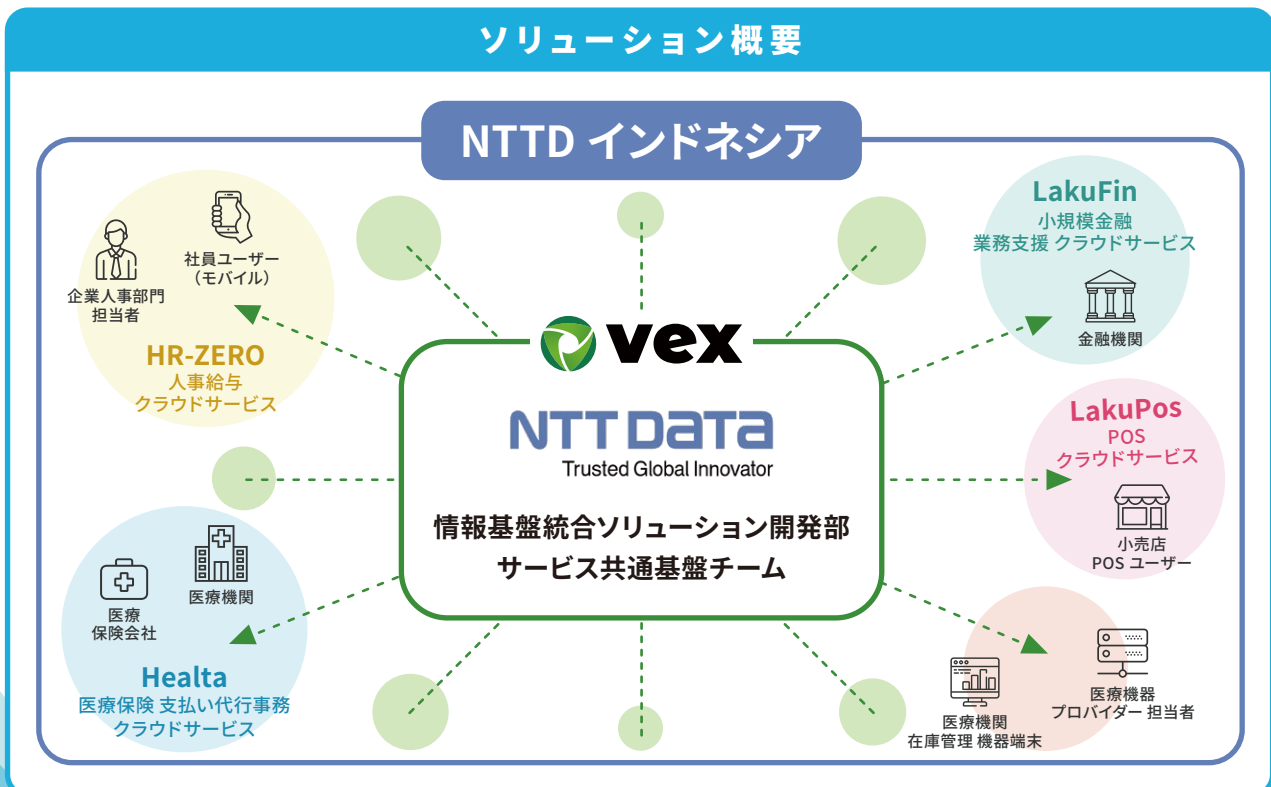 ソリューション概要
NTTD インドネシア
社員ユーザー
（モバイル）
企業人事部門
担当者
HR-ZERO
人事給与
クラウドサービス
LakuFin
小規模金融
業務支援 クラウドサービス
金融機関
vex
NTT DATA
Trusted Global Innovator
情報基盤統合ソリューション開発部
サービス共通基盤チーム
LakuPos
POS
クラウドサービス
小売店
POS ユーザー
医療機関
医療
保険会社
Healta
医療保険 支払い代行事務
クラウドサービス
医療機器
プロバイダー 担当者
医療機関
在庫管理 機器端末